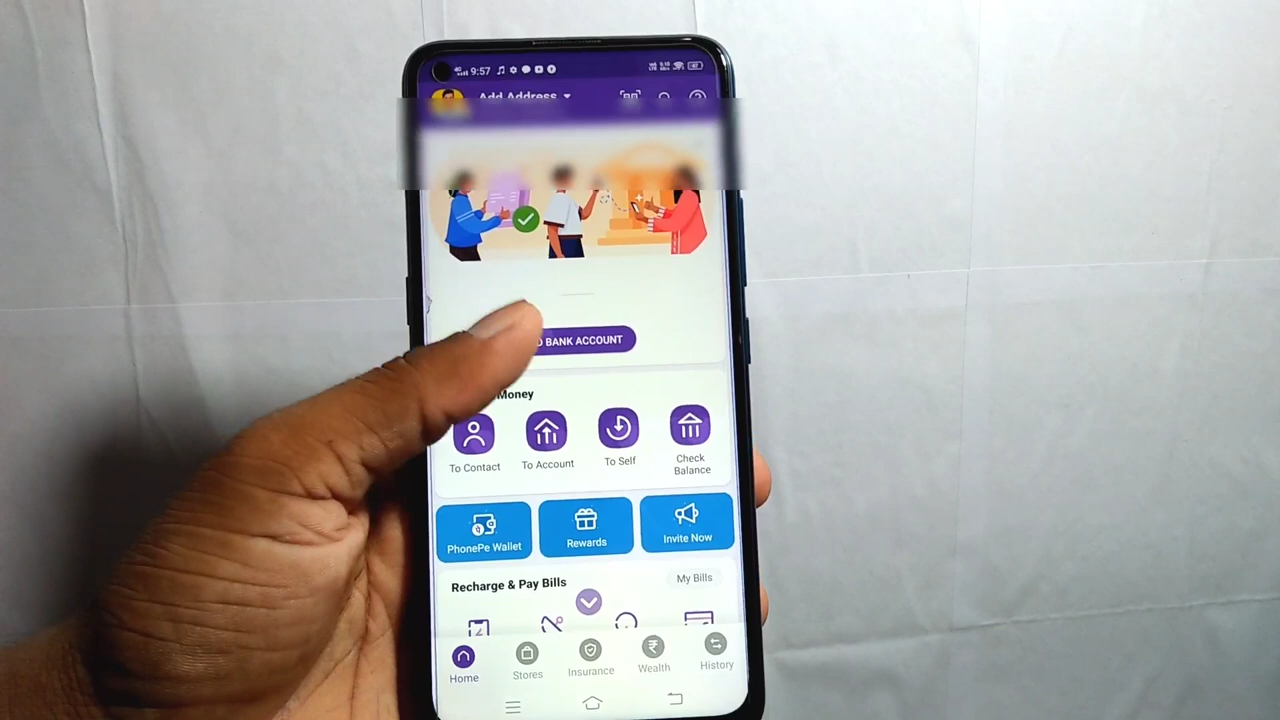 9:57
Add Address
D BANK ACCOUNT
Money
To Contact
To Account
To Self
Check
Balance
PhonePe Wallet
Rewards
Invite Now
Recharge & Pay Bills
My Bills
Home
Stores
Insurance
Wealth
History